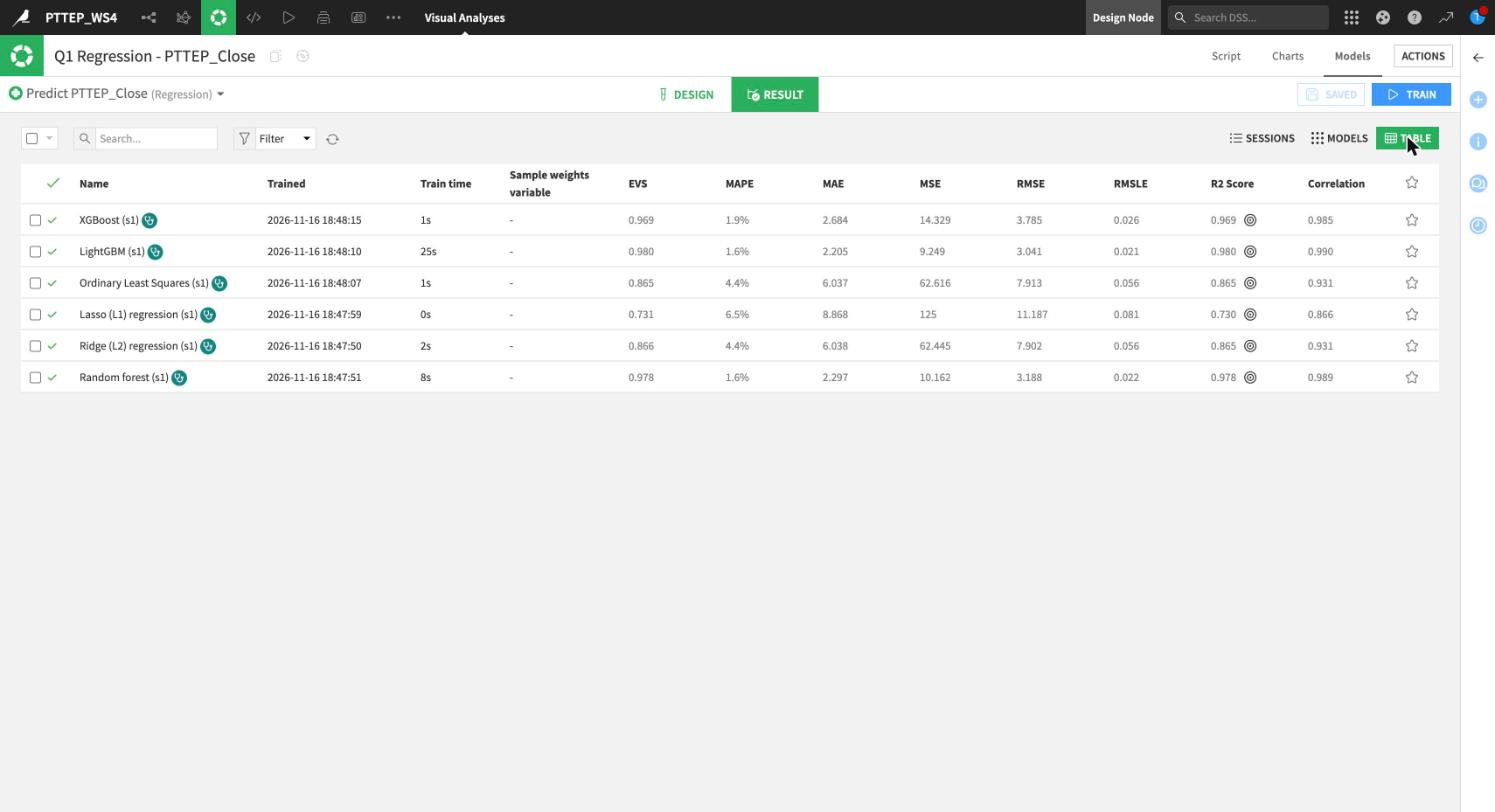 PTTEP_WS4 Visual Analyses Design Node Search DSS...
Q1 Regression - PTTEP_Close Script Charts Models ACTIONS
Predict PTTEP_Close (Regression) DESIGN RESULT SAVED TRAIN
Search... Filter SESSIONS MODELS TABLE
Name Trained Train time Sample weights variable EVS MAPE MAE MSE RMSE RMSLE R2 Score Correlation
XGBoost (s1) 2026-11-16 18:48:15 1s - 0.969 1.9% 2.684 14.329 3.785 0.026 0.969 0.985
LightGBM (s1) 2026-11-16 18:48:10 25s - 0.980 1.6% 2.205 9.249 3.041 0.021 0.980 0.990
Ordinary Least Squares (s1) 2026-11-16 18:48:07 1s - 0.865 4.4% 6.037 62.616 7.913 0.056 0.865 0.931
Lasso (L1) regression (s1) 2026-11-16 18:47:59 0s - 0.731 6.5% 8.868 125 11.187 0.081 0.730 0.866
Ridge (L2) regression (s1) 2026-11-16 18:47:50 2s - 0.866 4.4% 6.038 62.445 7.902 0.056 0.865 0.931
Random forest (s1) 2026-11-16 18:47:51 8s - 0.978 1.6% 2.297 10.162 3.188 0.022 0.978 0.989